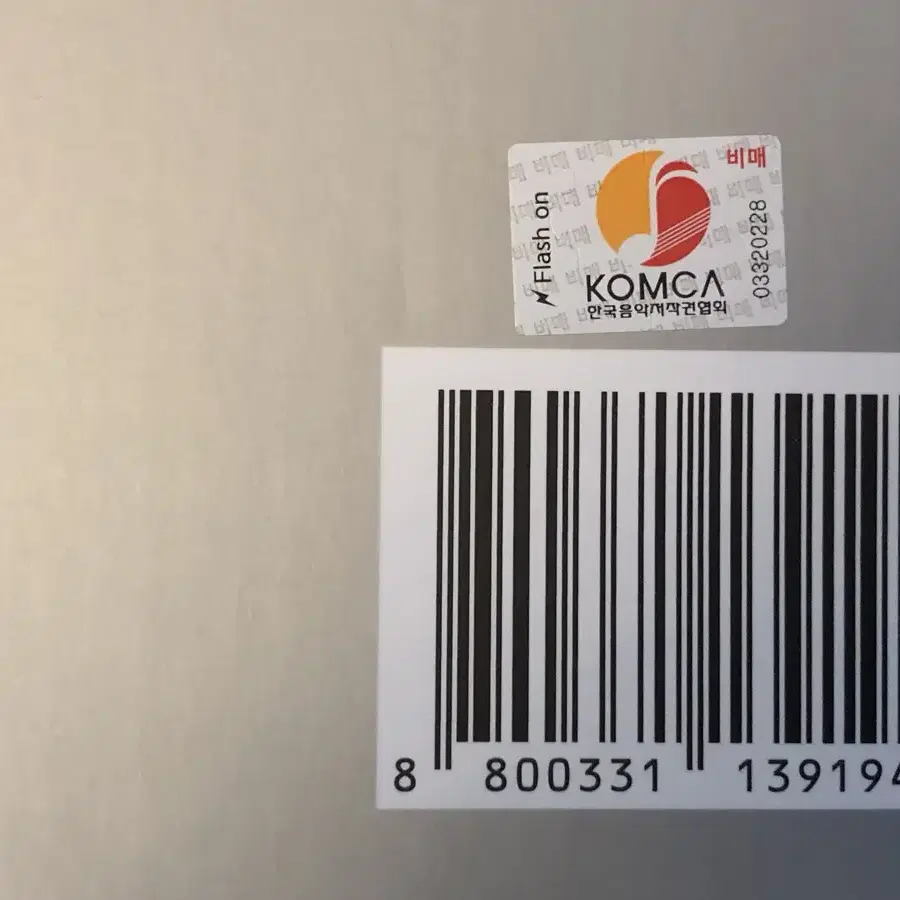 비매
Flash on
03320228
KOMCA
한국음악저작권협회
8 800331 139194